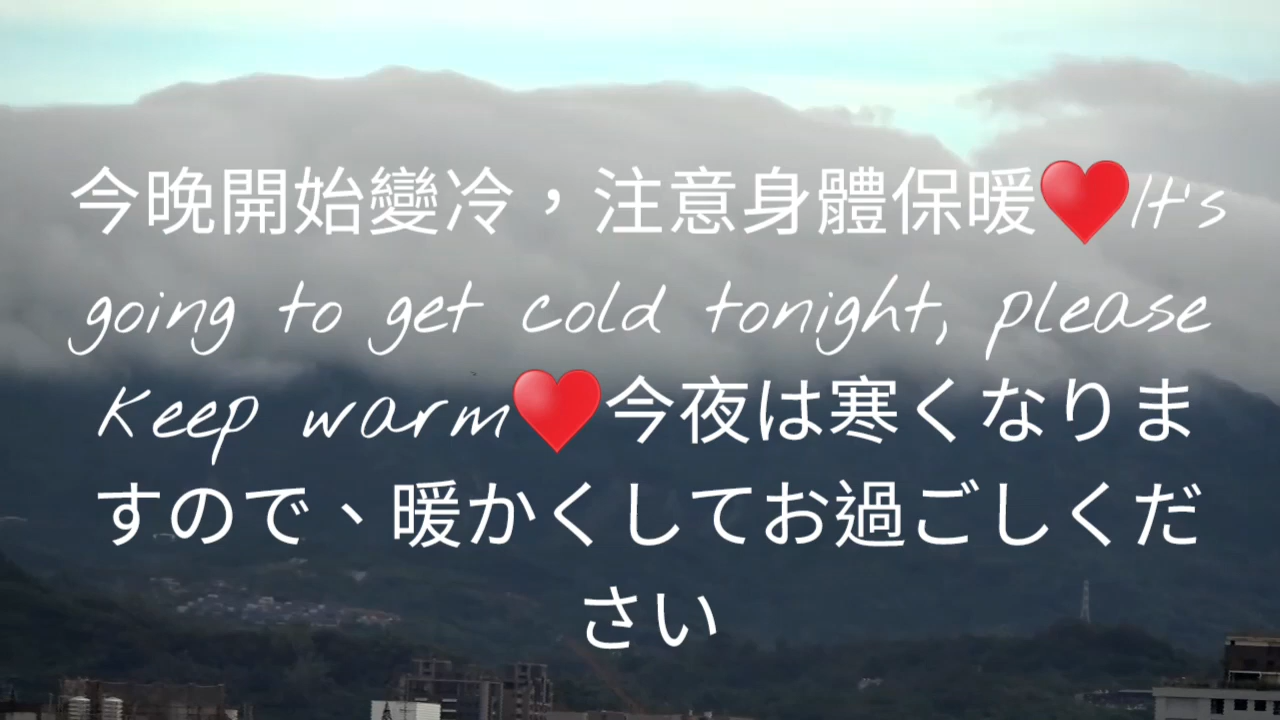 今晚開始變冷，注意身體保暖♥️It's
going to get cold tonight, please
keep warm♥️今夜は寒くなりま
すので、暖かくしてお過ごしくだ
さい